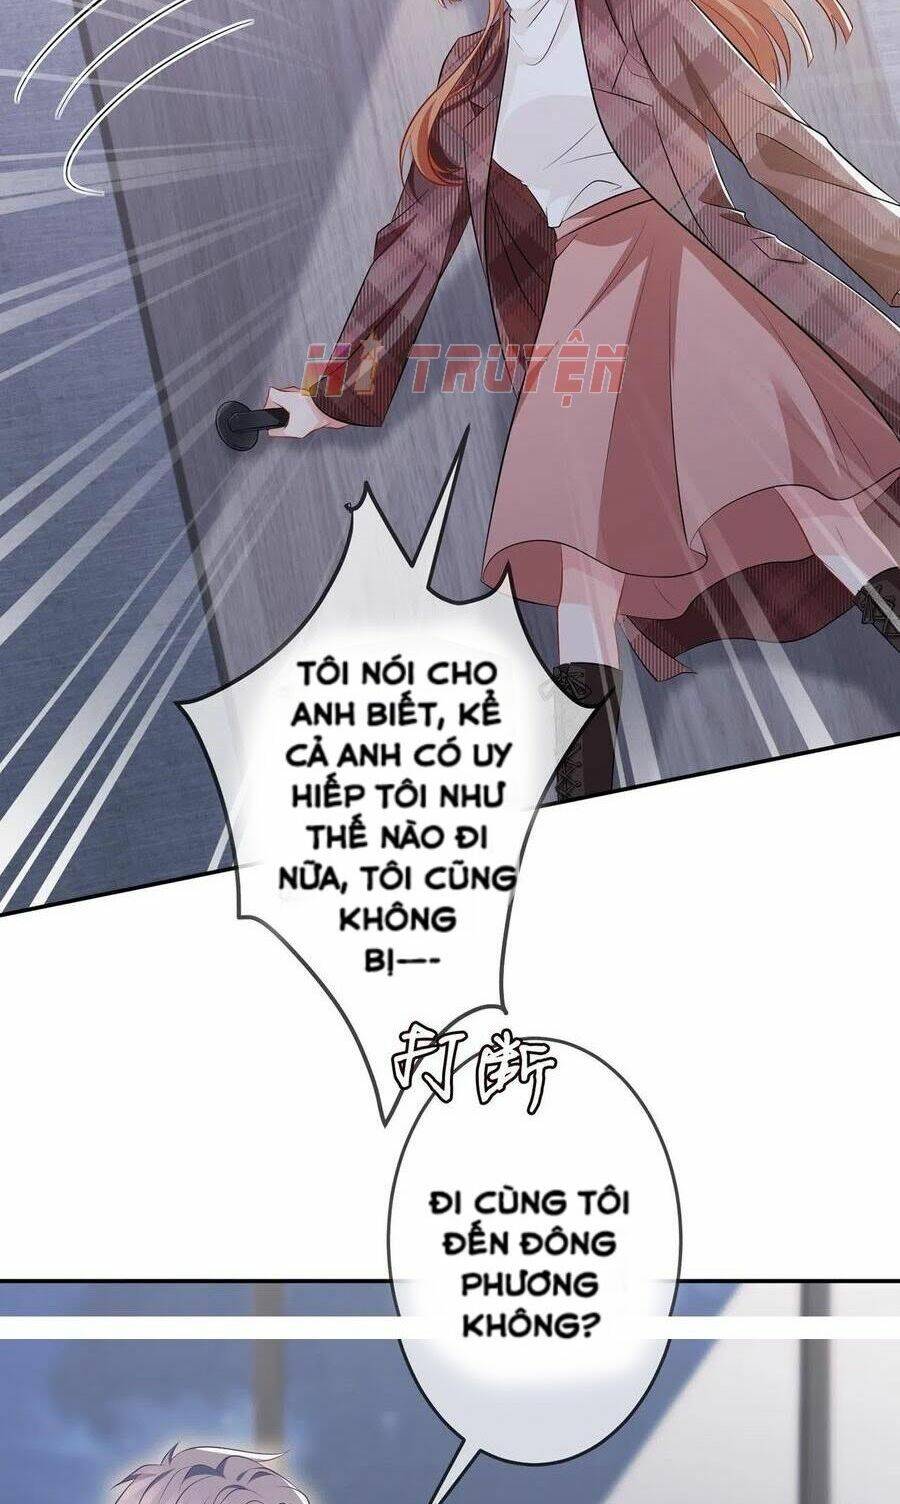 HI TRUYỆN
TÔI NÓI CHO
ANH BIẾT, KỂ
CẢ ANH CÓ UY
HIẾP TÔI NHƯ
THẾ NÀO ĐI
NỮA, TÔI CŨNG
KHÔNG
BỊ---
打断
ĐI CÙNG TÔI
ĐẾN ĐÔNG
PHƯƠNG
KHÔNG?